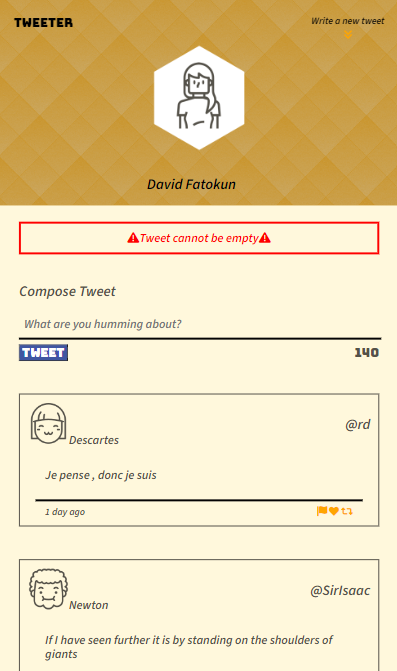 TWEETER
Write a new tweet
David Fatokun
Tweet cannot be empty
Compose Tweet
What are you humming about?
TWEET
140
@rd
Descartes
Je pense , donc je suis
1 day ago
@SirIsaac
Newton
If I have seen further it is by standing on the shoulders of
giants